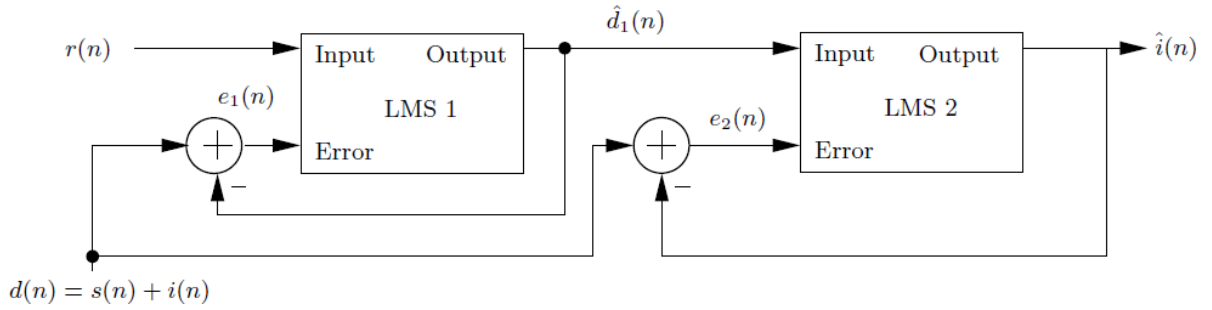 d̂₁(n)
r(n)
Input Output
Input Output
î(n)
e₁(n)
LMS 1
LMS 2
e₂(n)
+
Error
+
Error
−
−
d(n) = s(n) + i(n)